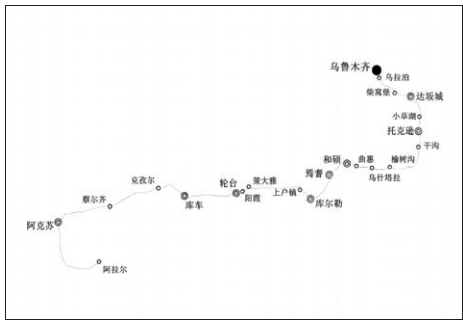 乌鲁木齐
乌拉泊
柴窝堡
达坂城
小草湖
托克逊
干沟
和硕
曲惠
榆树沟
乌什塔拉
焉耆
轮台
策大雅
上户镇
克孜尔
阳霞
库尔勒
库车
察尔齐
阿克苏
阿拉尔